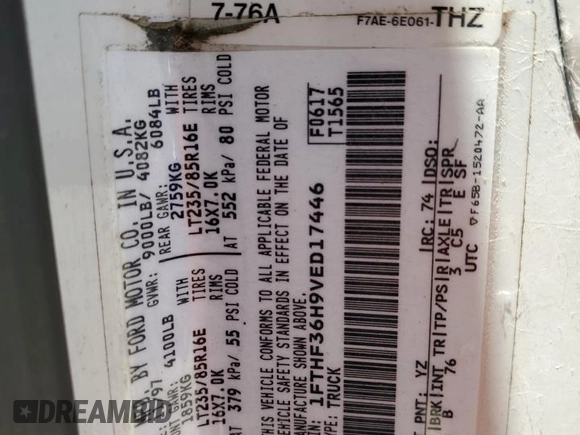 7-76A
F7AE-6E061-THZ
BY FORD MOTOR CO. IN U.S.A.
GVWR: 9000LB/ 4082KG
4100LB REAR GAWR: 6084LB
1859KG WITH 2759KG WITH
LT235/85R16E TIRES LT235/85R16E TIRES
16X7.0K RIMS 16X7.0K RIMS
AT 379 kPa/ 55 PSI COLD AT 552 kPa/ 80 PSI COLD
THIS VEHICLE CONFORMS TO ALL APPLICABLE FEDERAL MOTOR
VEHICLE SAFETY STANDARDS IN EFFECT ON THE DATE OF
MANUFACTURE SHOWN ABOVE.
1FTHF36H9VED17446
TYPE: TRUCK
F0617
T1565
PNT: YZ RC: 74 DSO:
BRK INT TR TP/PS R AXLE TR SPR
B 76 3 C5 E SF
UTC
▽F65B-1520472-AA
DREAMBID